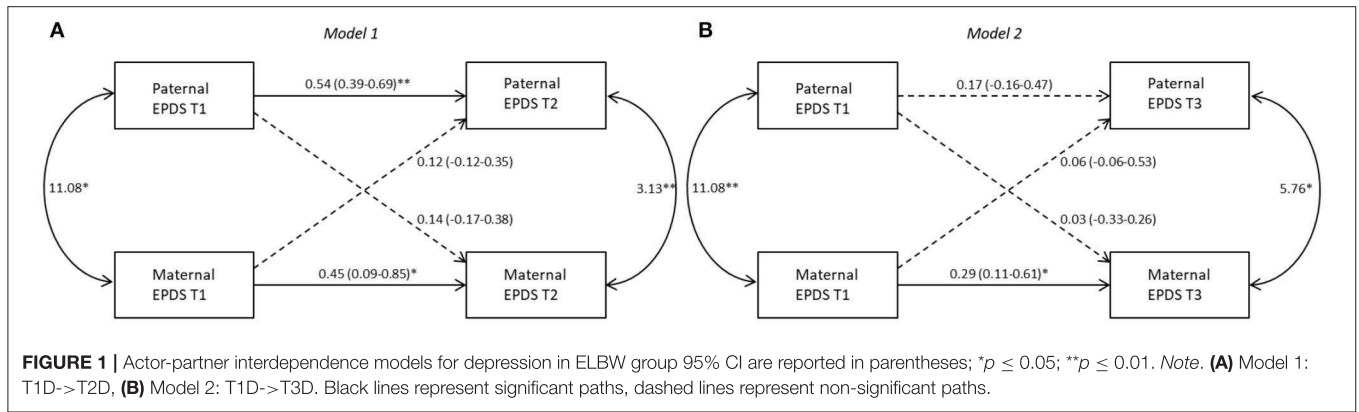 A
Model 1
Paternal
EPDS T1
0.54 (0.39-0.69)**
Paternal
EPDS T2
0.12 (-0.12-0.35)
11.08*
3.13**
0.14 (-0.17-0.38)
Maternal
EPDS T1
0.45 (0.09-0.85)*
Maternal
EPDS T2
B
Model 2
Paternal
EPDS T1
0.17 (-0.16-0.47)
Paternal
EPDS T3
0.06 (-0.06-0.53)
11.08**
5.76*
0.03 (-0.33-0.26)
Maternal
EPDS T1
0.29 (0.11-0.61)*
Maternal
EPDS T3
FIGURE 1 | Actor-partner interdependence models for depression in ELBW group 95% CI are reported in parentheses; *p ≤ 0.05; **p ≤ 0.01. Note. (A) Model 1:
T1D->T2D, (B) Model 2: T1D->T3D. Black lines represent significant paths, dashed lines represent non-significant paths.